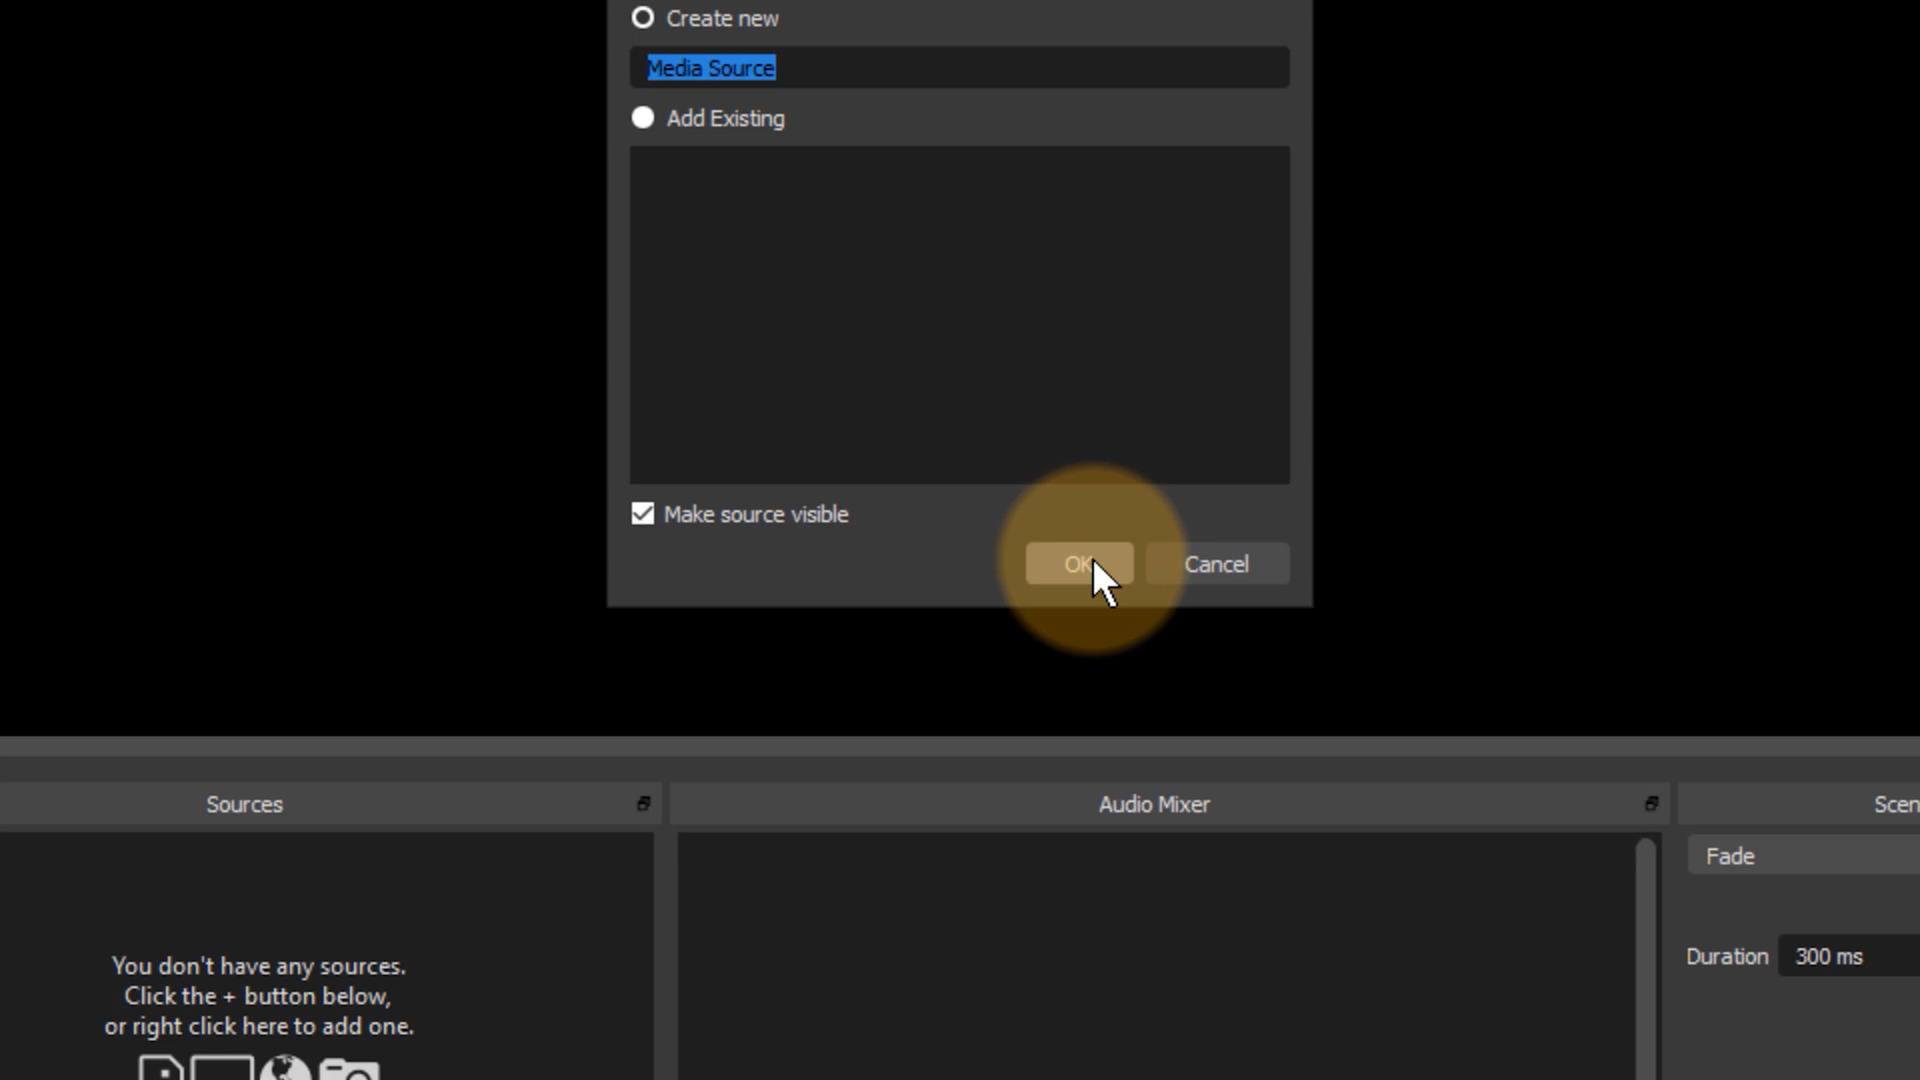 Create new
Media Source
Add Existing
Make source visible
OK
Cancel
Sources
Audio Mixer
Scen
Fade
Duration
300 ms
You don't have any sources.
Click the + button below,
or right click here to add one.